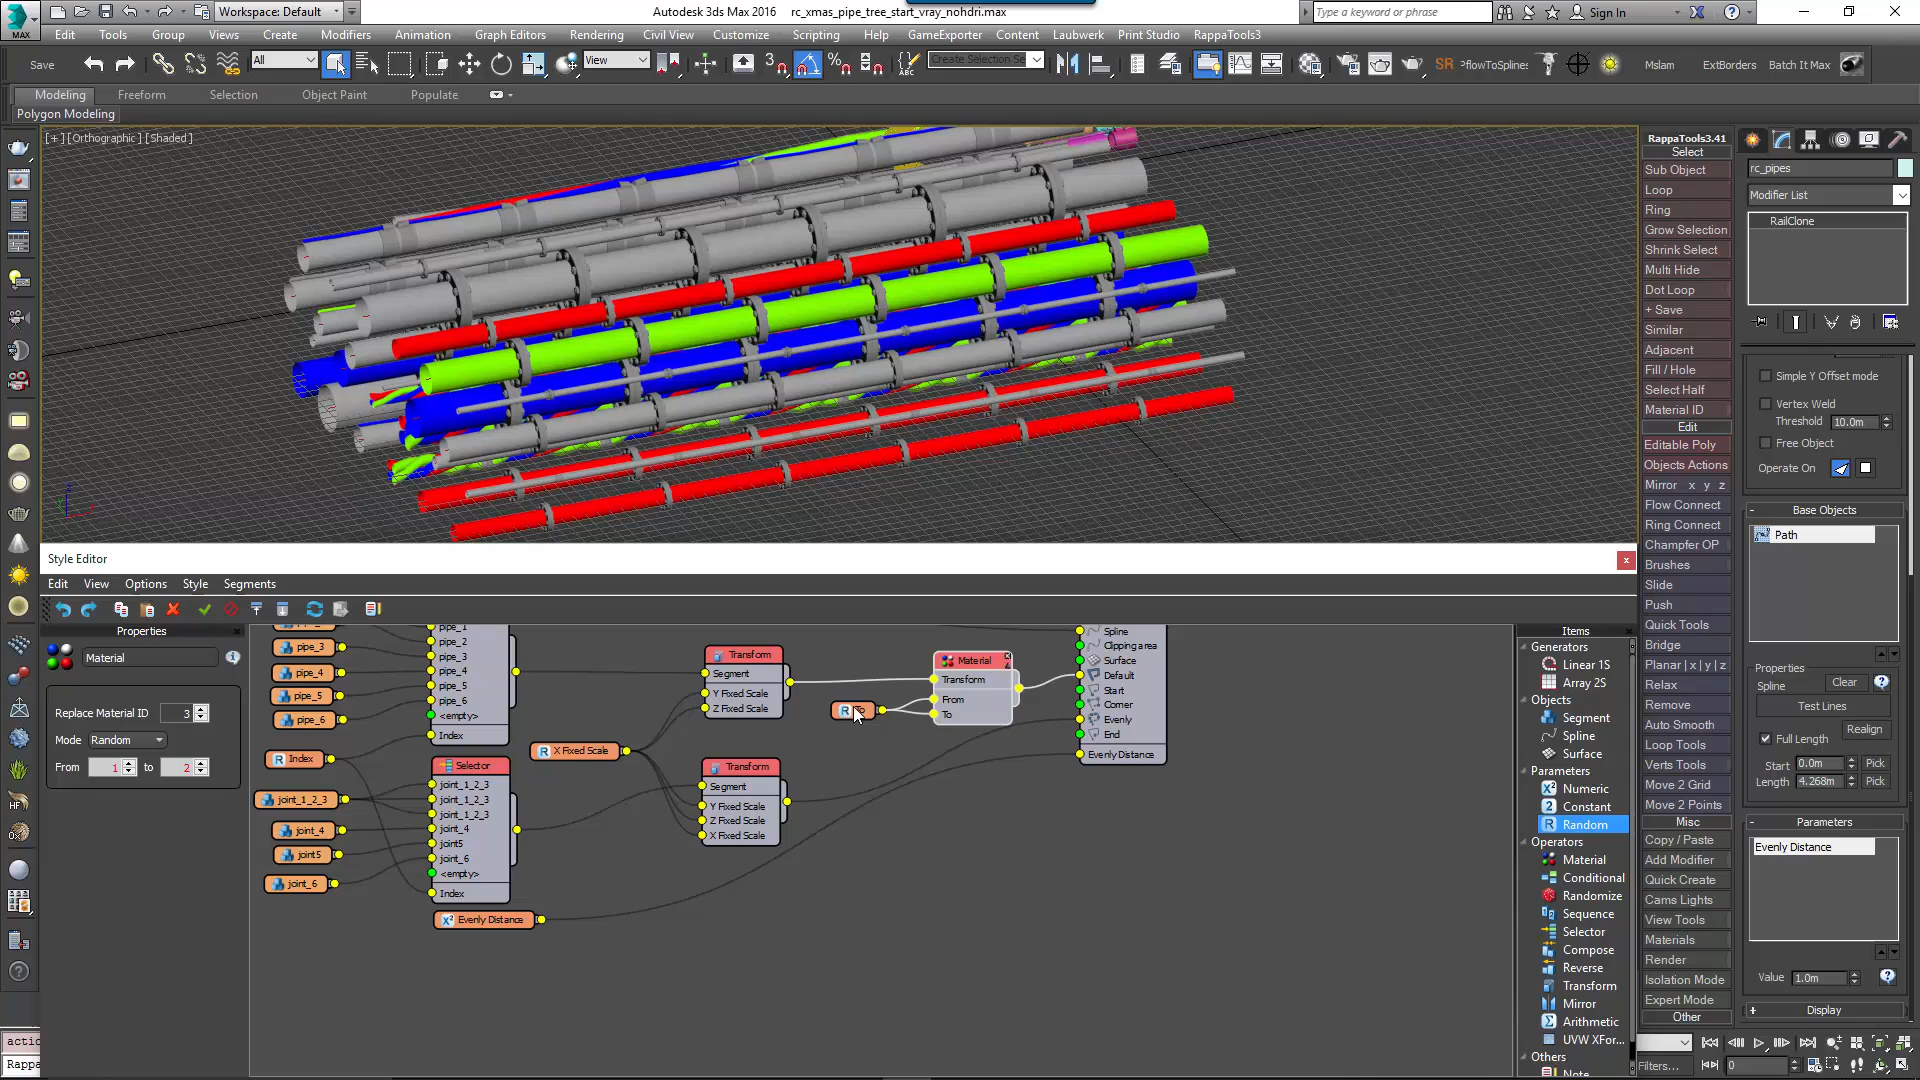 Workspace: Default
Autodesk 3ds Max 2016 rc_xmas_pipe_tree_start_vray_nohdri.max
Type a keyword or phrase
Sign In
MAX
Edit Tools Group Views Create Modifiers Animation Graph Editors Rendering Civil View Customize Scripting Help GameExporter Content Laubwerk Print Studio RappaTools3
Save
All
View
Create Selection Se
SR
PflowToSplines
Mslam
ExtBorders
Batch It Max
Modeling Freeform Selection Object Paint Populate
Polygon Modeling
[+] [Orthographic] [Shaded]
RappaTools3.41
Select
Sub Object
Loop
Ring
Grow Selection
Shrink Select
Multi Hide
Dot Loop
+ Save
Similar
Adjacent
Fill / Hole
Select Half
Material ID
Edit
Editable Poly
Objects Actions
Mirror x y z
Flow Connect
Ring Connect
Champfer OP
Brushes
Slide
Push
Quick Tools
Bridge
Planar | x | y | z
Relax
Remove
Auto Smooth
Loop Tools
Verts Tools
Move 2 Grid
Move 2 Points
Misc
Copy / Paste
Add Modifier
Quick Create
Cams Lights
View Tools
Materials
Render
Isolation Mode
Expert Mode
Other
rc_pipes
Modifier List
RailClone
Simple Y Offset mode
Vertex Weld
Threshold 10.0m
Free Object
Operate On
- Base Objects
Path
Properties
Spline Clear
Test Lines
Realign
Full Length
Start 0.0m Pick
Length 4.268m Pick
- Parameters
Evenly Distance
Value 1.0m
+ Display
Style Editor
Edit View Options Style Segments
Properties
Material
Replace Material ID 3
Mode Random
From 1 to 2
pipe_3
pipe_4
pipe_5
pipe_6
Index
joint_1_2_3
joint_4
joint5
joint_6
pipe_1
pipe_2
pipe_3
pipe_4
pipe_5
pipe_6
<empty>
Index
Selector
joint_1_2_3
joint_1_2_3
joint_1_2_3
joint_4
joint5
joint_6
<empty>
Index
Evenly Distance
X Fixed Scale
Transform
Segment
Y Fixed Scale
Z Fixed Scale
Transform
Segment
Y Fixed Scale
Z Fixed Scale
X Fixed Scale
Material
Transform
From
To
Spline
Clipping area
Surface
Default
Start
Corner
Evenly
End
Evenly Distance
Items
Generators
Linear 1S
Array 2S
Objects
Segment
Spline
Surface
Parameters
Numeric
Constant
Random
Operators
Material
Conditional
Randomize
Sequence
Selector
Compose
Reverse
Transform
Mirror
Arithmetic
UVW XFor...
Others
Note
actic
Rappa
Filters...
0